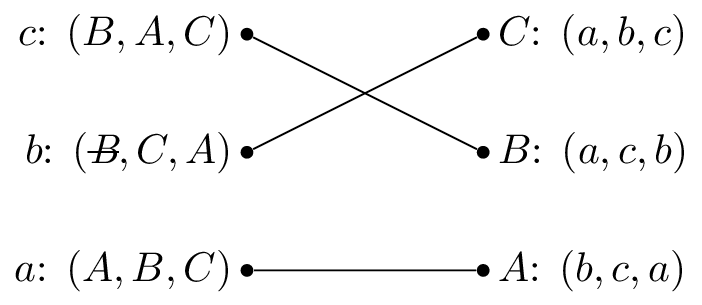 c: (B, A, C) C: (a, b, c)
b: (B, C, A) B: (a, c, b)
a: (A, B, C) A: (b, c, a)